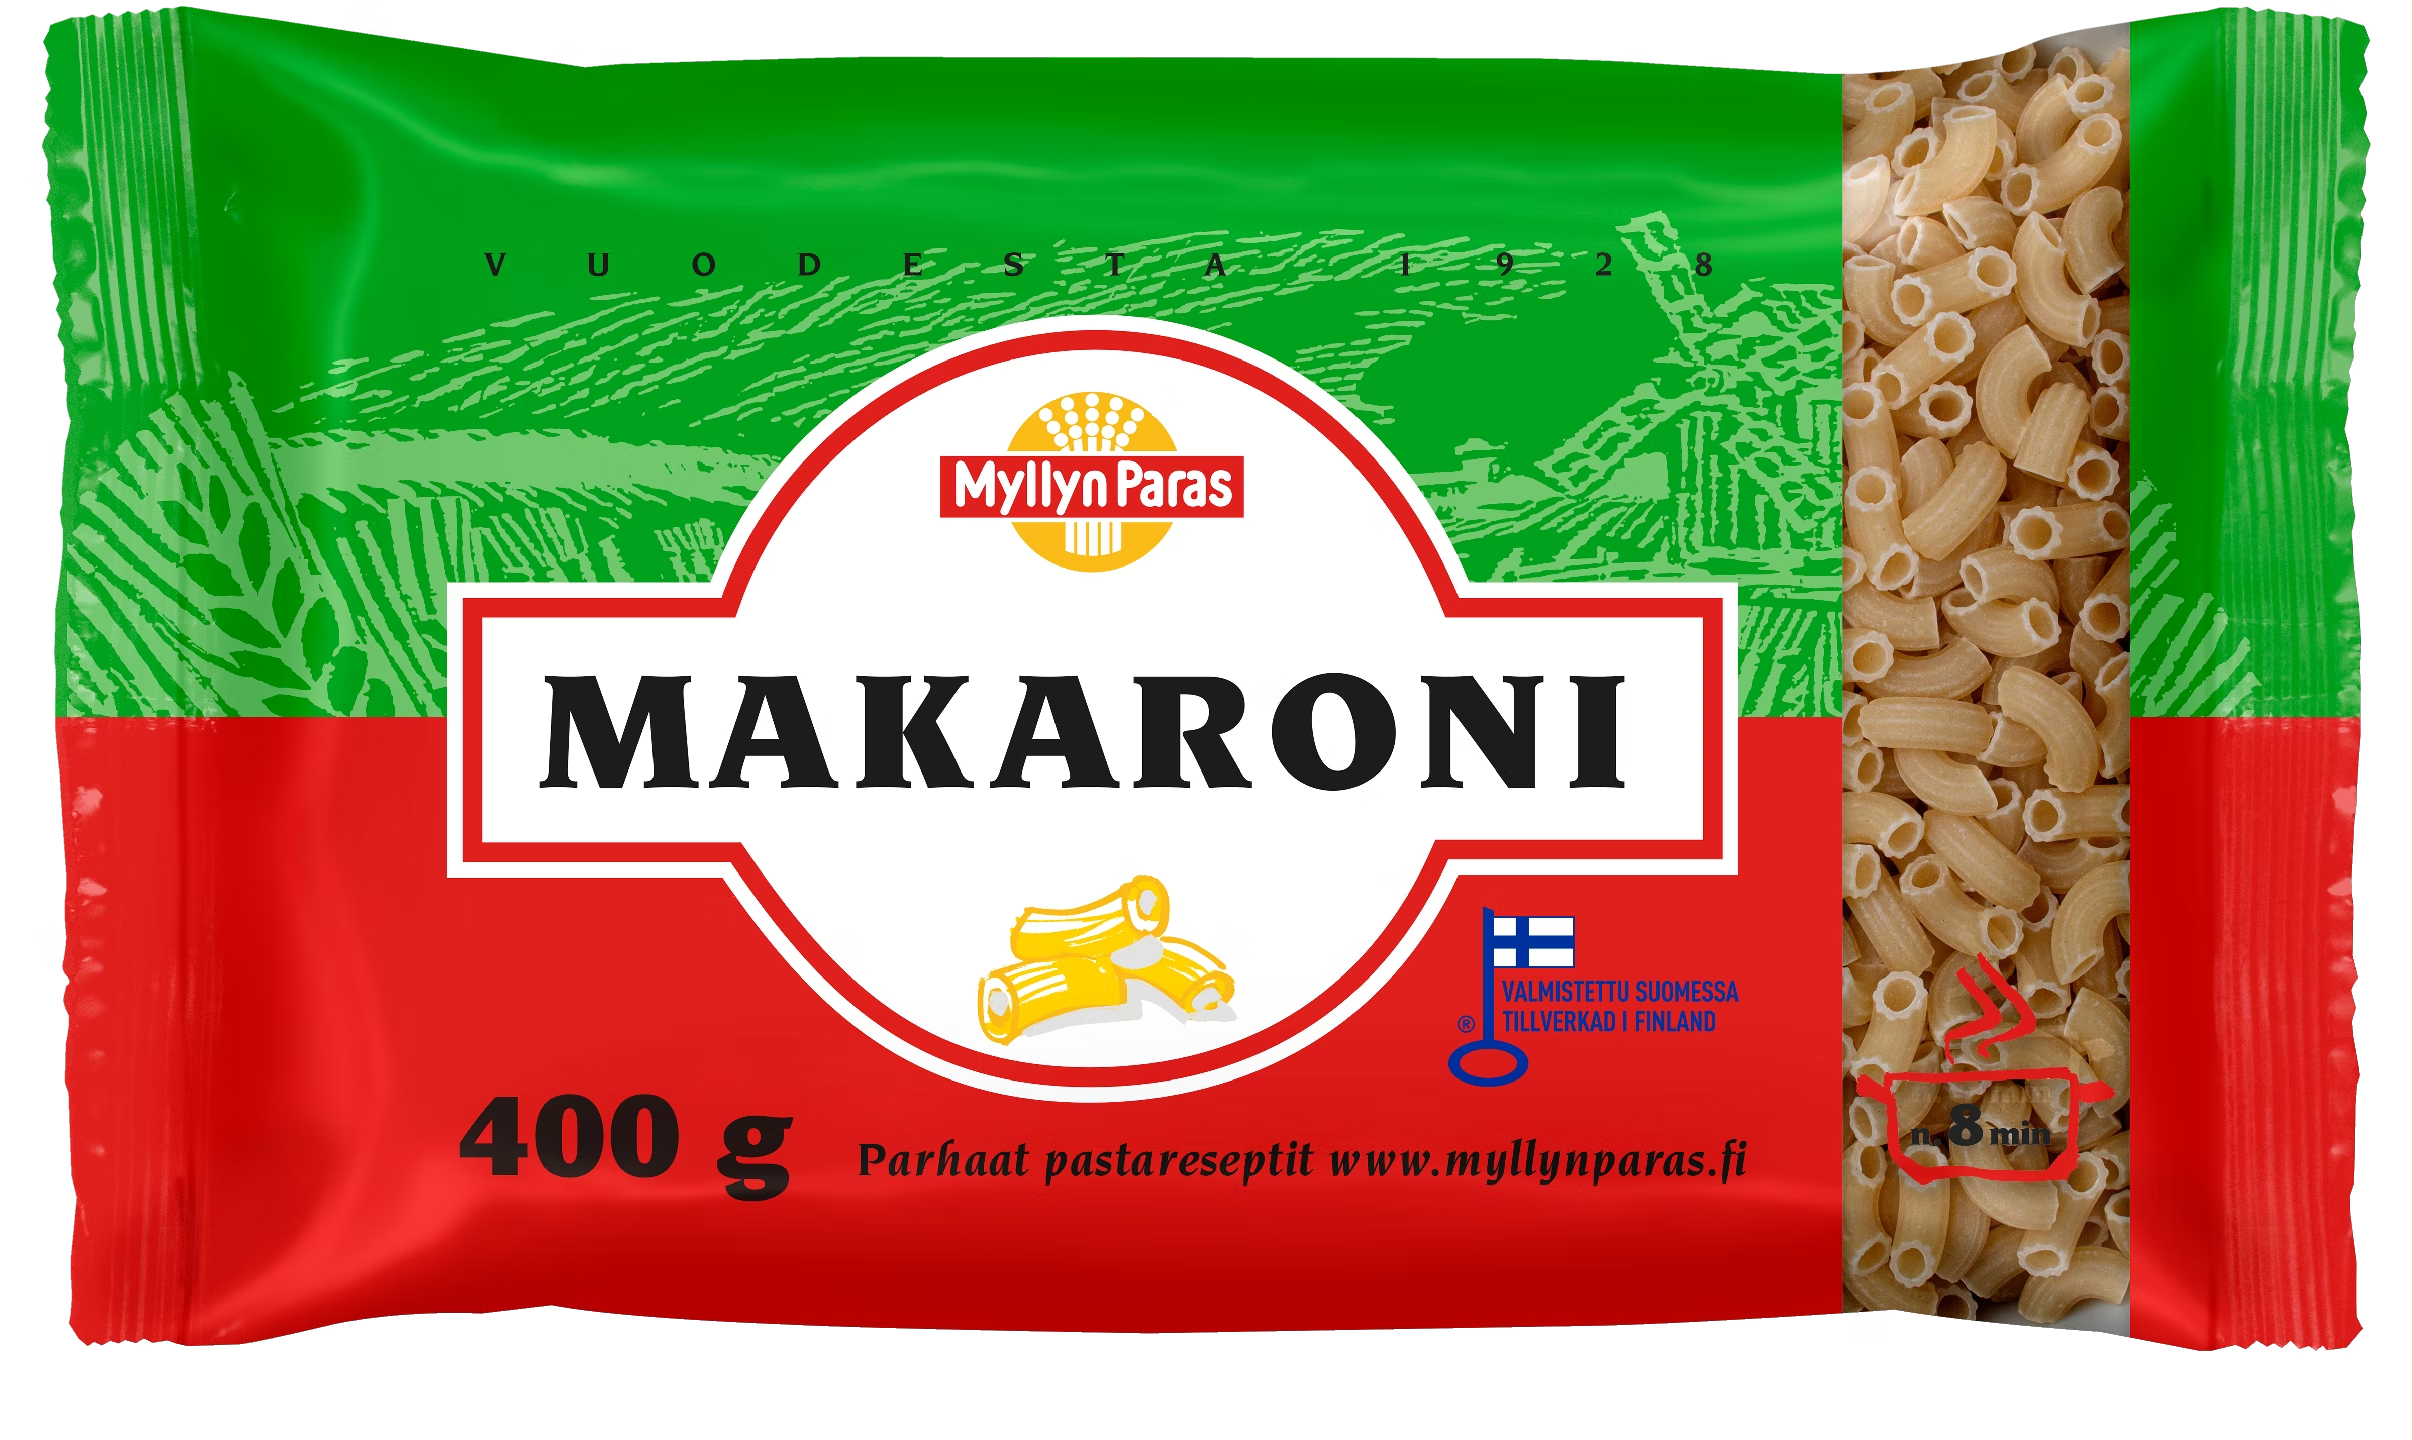 VUODESTA 1928
Myllyn Paras
MAKARONI
VALMISTETTU SUOMESSA
® TILLVERKAD I FINLAND
n. 8 min
400 g
Parhaat pastareseptit www.myllynparas.fi